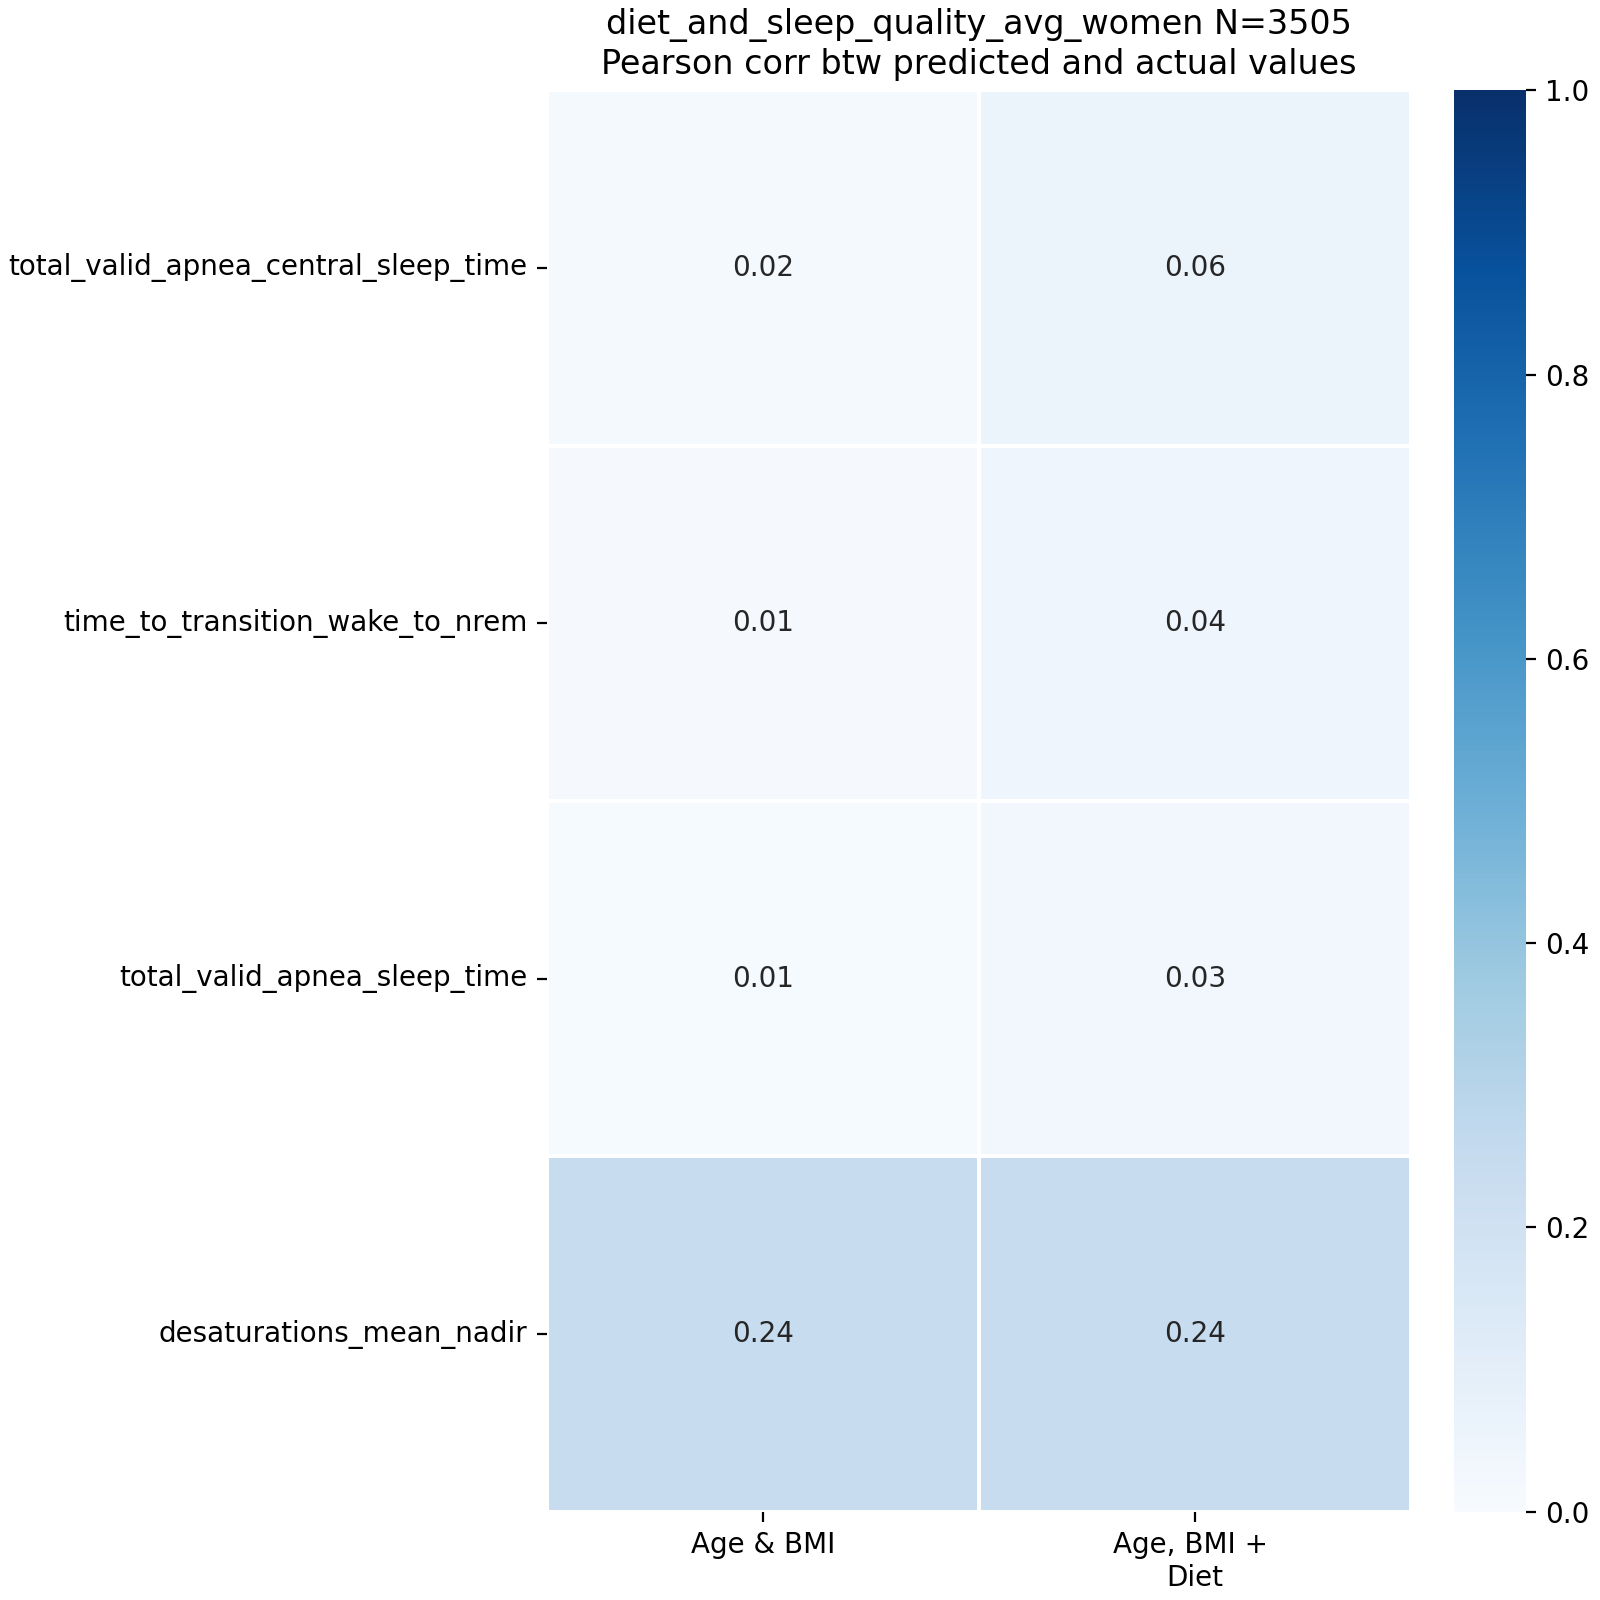 diet_and_sleep_quality_avg_women N=3505
Pearson corr btw predicted and actual values
total_valid_apnea_central_sleep_time
0.02
0.06
time_to_transition_wake_to_nrem
0.01
0.04
total_valid_apnea_sleep_time
0.01
0.03
desaturations_mean_nadir
0.24
0.24
Age & BMI
Age, BMI +
Diet
1.0
0.8
0.6
0.4
0.2
0.0